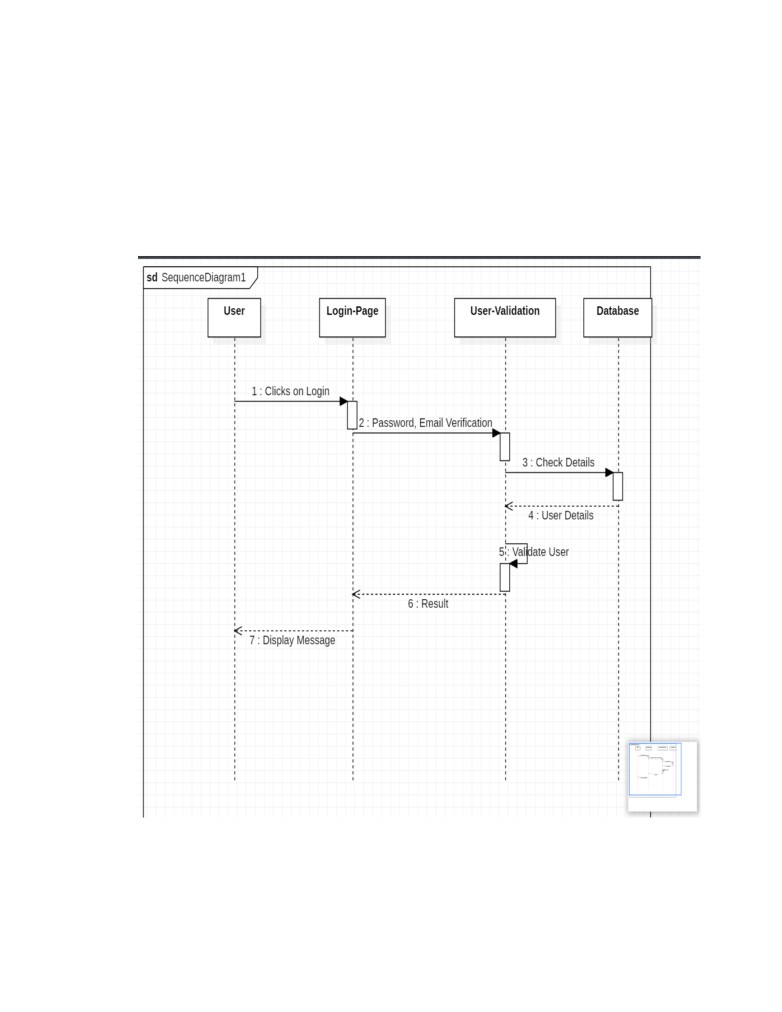 sd SequenceDiagram1
User
Login-Page
User-Validation
Database
1 : Clicks on Login
2 : Password, Email Verification
3 : Check Details
4 : User Details
5 : Validate User
6 : Result
7 : Display Message